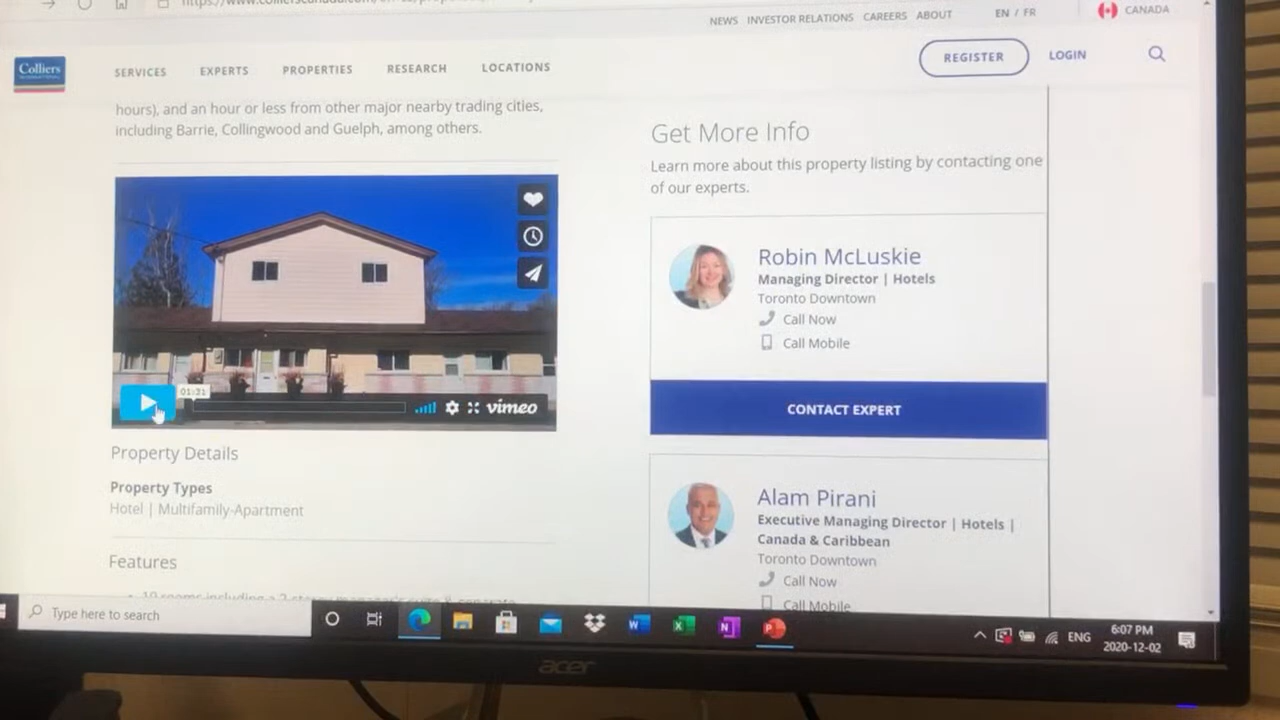 NEWS INVESTOR RELATIONS CAREERS ABOUT EN / FR CANADA
Colliers
SERVICES EXPERTS PROPERTIES RESEARCH LOCATIONS REGISTER LOGIN
hours), and an hour or less from other major nearby trading cities,
including Barrie, Collingwood and Guelph, among others.
Get More Info
Learn more about this property listing by contacting one
of our experts.
Robin McLuskie
Managing Director | Hotels
Toronto Downtown
Call Now
Call Mobile
CONTACT EXPERT
01:31
vimeo
Property Details
Property Types
Hotel | Multifamily-Apartment
Features
Alam Pirani
Executive Managing Director | Hotels |
Canada & Caribbean
Toronto Downtown
Call Now
Call Mobile
Type here to search
ENG
6:07 PM
2020-12-02
acer